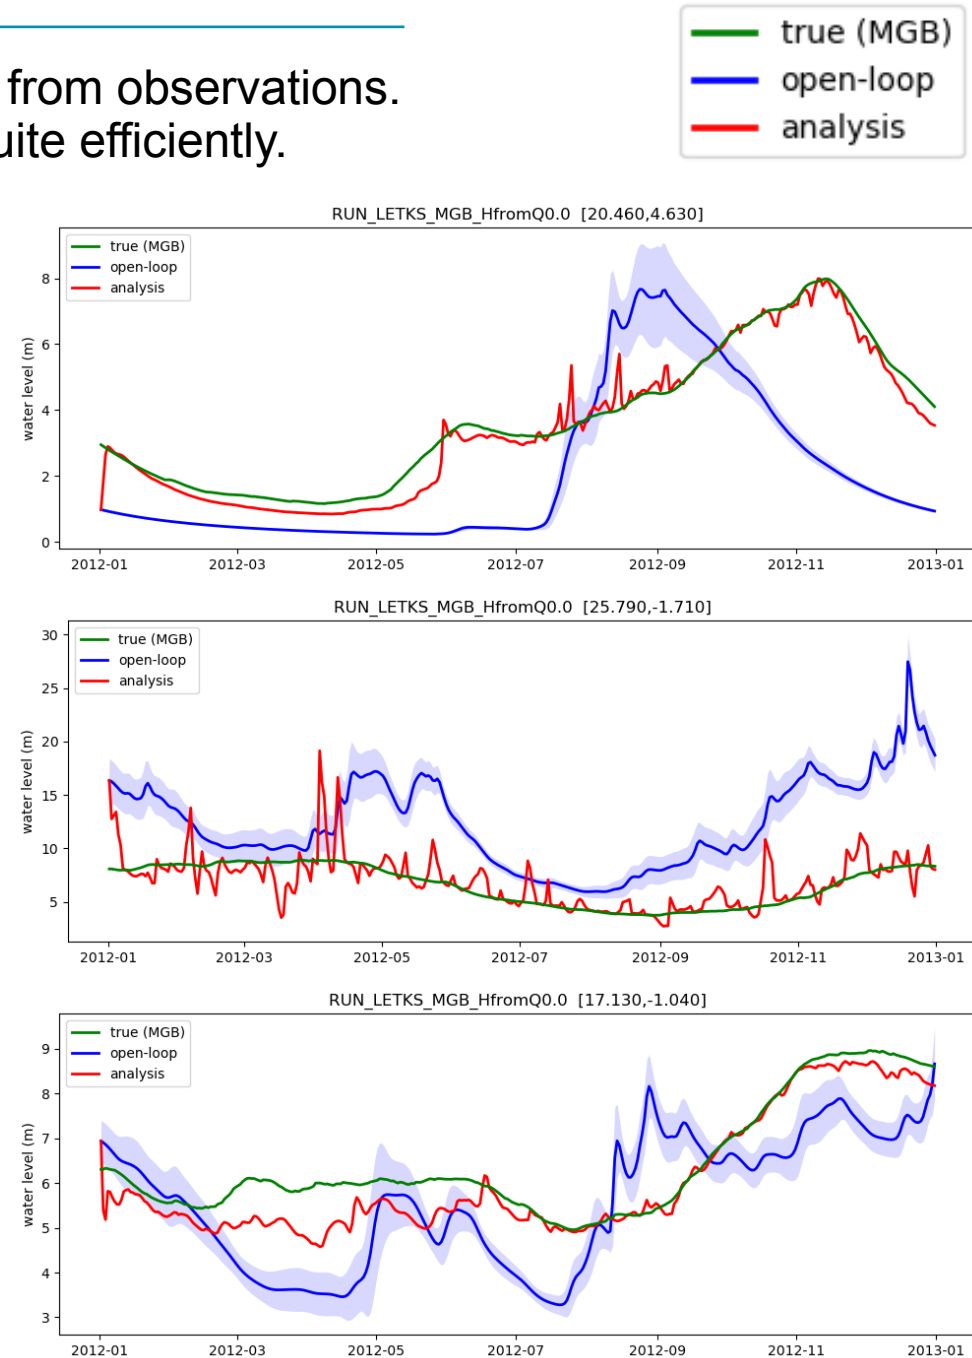 true (MGB)
open-loop
analysis
from observations.
uite efficiently.
RUN_LETKS_MGB_HfromQ0.0 [20.460,4.630]
true (MGB)
open-loop
analysis
water level (m)
8
6
4
2
0
2012-01 2012-03 2012-05 2012-07 2012-09 2012-11 2013-01
RUN_LETKS_MGB_HfromQ0.0 [25.790,-1.710]
true (MGB)
open-loop
analysis
water level (m)
30
25
20
15
10
5
2012-01 2012-03 2012-05 2012-07 2012-09 2012-11 2013-01
RUN_LETKS_MGB_HfromQ0.0 [17.130,-1.040]
true (MGB)
open-loop
analysis
water level (m)
9
8
7
6
5
4
3
2012-01 2012-03 2012-05 2012-07 2012-09 2012-11 2013-01